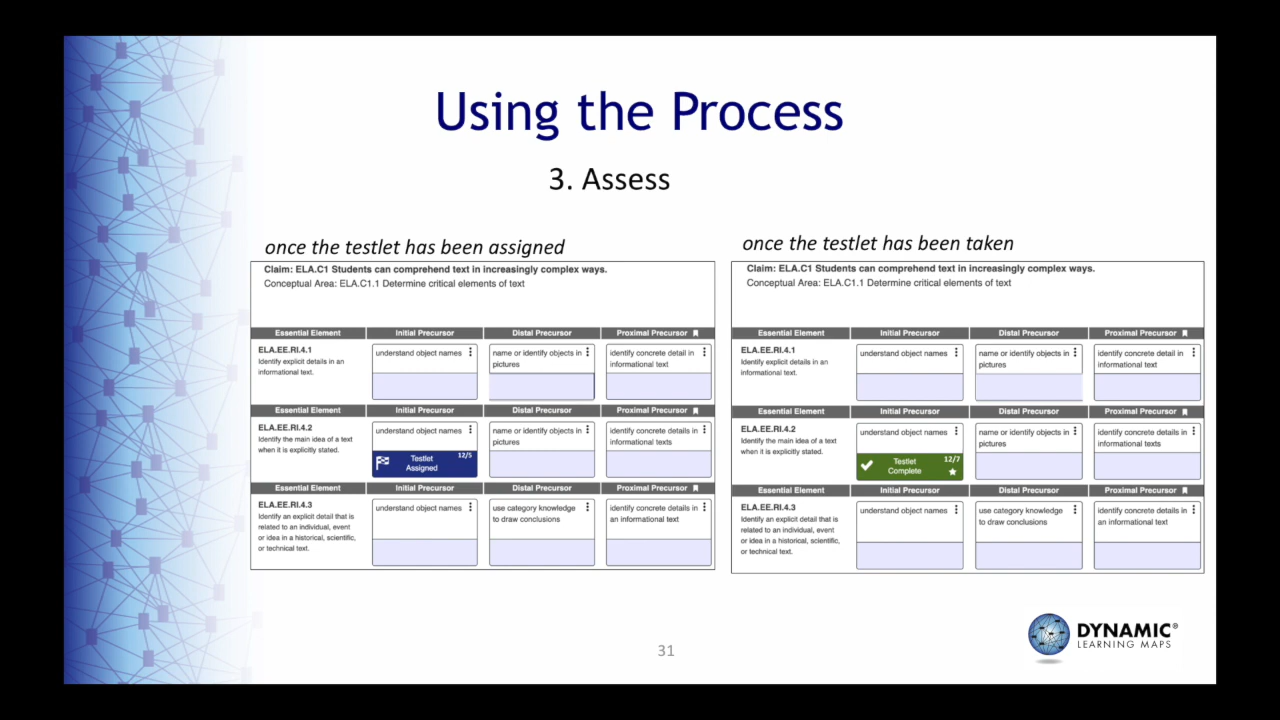 Using the Process
3. Assess
once the testlet has been assigned
Claim: ELA.C1 Students can comprehend text in increasingly complex ways.
Conceptual Area: ELA.C1.1 Determine critical elements of text
Essential Element Initial Precursor Distal Precursor Proximal Precursor
ELA.EE.RI.4.1
Identify explicit details in an
informational text.
understand object names
name or identify objects in
pictures
identify concrete detail in
informational text
Essential Element Initial Precursor Distal Precursor Proximal Precursor
ELA.EE.RI.4.2
Identify the main idea of a text
when it is explicitly stated.
understand object names
Testlet
Assigned
12/5
name or identify objects in
pictures
identify concrete details in
informational texts
Essential Element Initial Precursor Distal Precursor Proximal Precursor
ELA.EE.RI.4.3
Identify an explicit detail that is
related to an individual, event
or idea in a historical, scientific,
or technical text.
understand object names
use category knowledge
to draw conclusions
identify concrete details in
an informational text
once the testlet has been taken
Claim: ELA.C1 Students can comprehend text in increasingly complex ways.
Conceptual Area: ELA.C1.1 Determine critical elements of text
Essential Element Initial Precursor Distal Precursor Proximal Precursor
ELA.EE.RI.4.1
Identify explicit details in an
informational text.
understand object names
name or identify objects in
pictures
identify concrete detail in
informational text
Essential Element Initial Precursor Distal Precursor Proximal Precursor
ELA.EE.RI.4.2
Identify the main idea of a text
when it is explicitly stated.
understand object names
Testlet
Complete
12/7
name or identify objects in
pictures
identify concrete details in
informational texts
Essential Element Initial Precursor Distal Precursor Proximal Precursor
ELA.EE.RI.4.3
Identify an explicit detail that is
related to an individual, event
or idea in a historical, scientific,
or technical text.
understand object names
use category knowledge
to draw conclusions
identify concrete details in
an informational text
31
DYNAMIC®
LEARNING MAPS